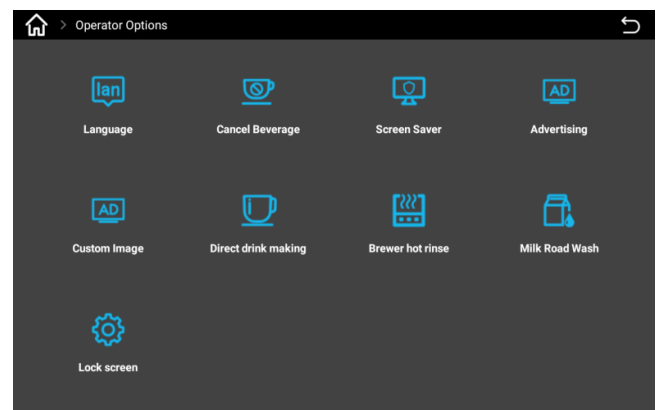 > Operator Options
lan
AD
Language
Cancel Beverage
Screen Saver
Advertising
AD
i
Custom Image
Direct drink making
Brewer hot rinse
Milk Road Wash
Lock screen